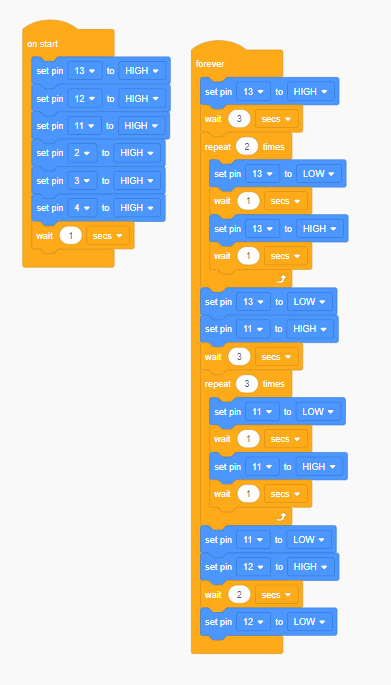 on start
set pin 13 to HIGH
set pin 12 to HIGH
set pin 11 to HIGH
set pin 2 to HIGH
set pin 3 to HIGH
set pin 4 to HIGH
wait 1 secs
forever
set pin 13 to HIGH
wait 3 secs
repeat 2 times
set pin 13 to LOW
wait 1 secs
set pin 13 to HIGH
wait 1 secs
set pin 13 to LOW
set pin 11 to HIGH
wait 3 secs
repeat 3 times
set pin 11 to LOW
wait 1 secs
set pin 11 to HIGH
wait 1 secs
set pin 11 to LOW
set pin 12 to HIGH
wait 2 secs
set pin 12 to LOW